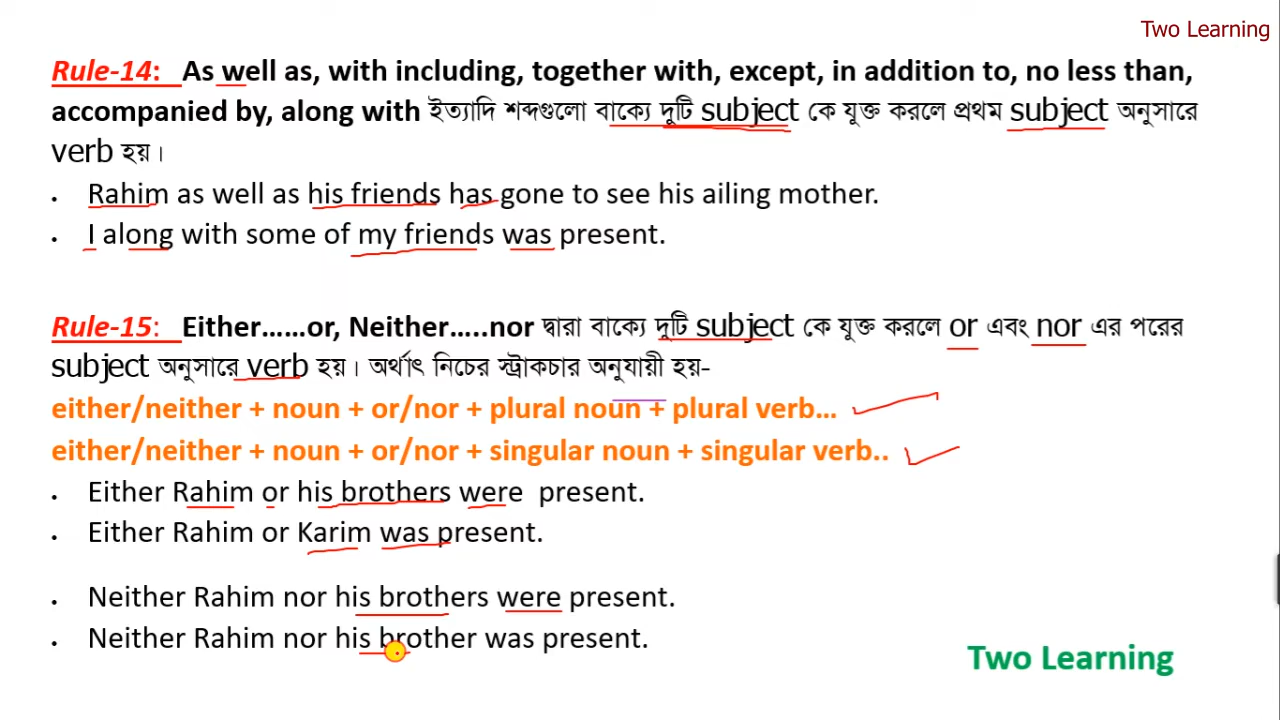 Two Learning
Rule-14: As well as, with including, together with, except, in addition to, no less than,
accompanied by, along with ইত্যাদি শব্দগুলো বাক্যে দুটি subject কে যুক্ত করলে প্রথম subject অনুসারে
verb হয়।
• Rahim as well as his friends has gone to see his ailing mother.
• I along with some of my friends was present.
Rule-15: Either……or, Neither…..nor দ্বারা বাক্যে দুটি subject কে যুক্ত করলে or এবং nor এর পরের
subject অনুসারে verb হয়। অর্থাৎ নিচের স্ট্রাকচার অনুযায়ী হয়-
either/neither + noun + or/nor + plural noun + plural verb…
either/neither + noun + or/nor + singular noun + singular verb..
• Either Rahim or his brothers were present.
• Either Rahim or Karim was present.
• Neither Rahim nor his brothers were present.
• Neither Rahim nor his brother was present.
Two Learning